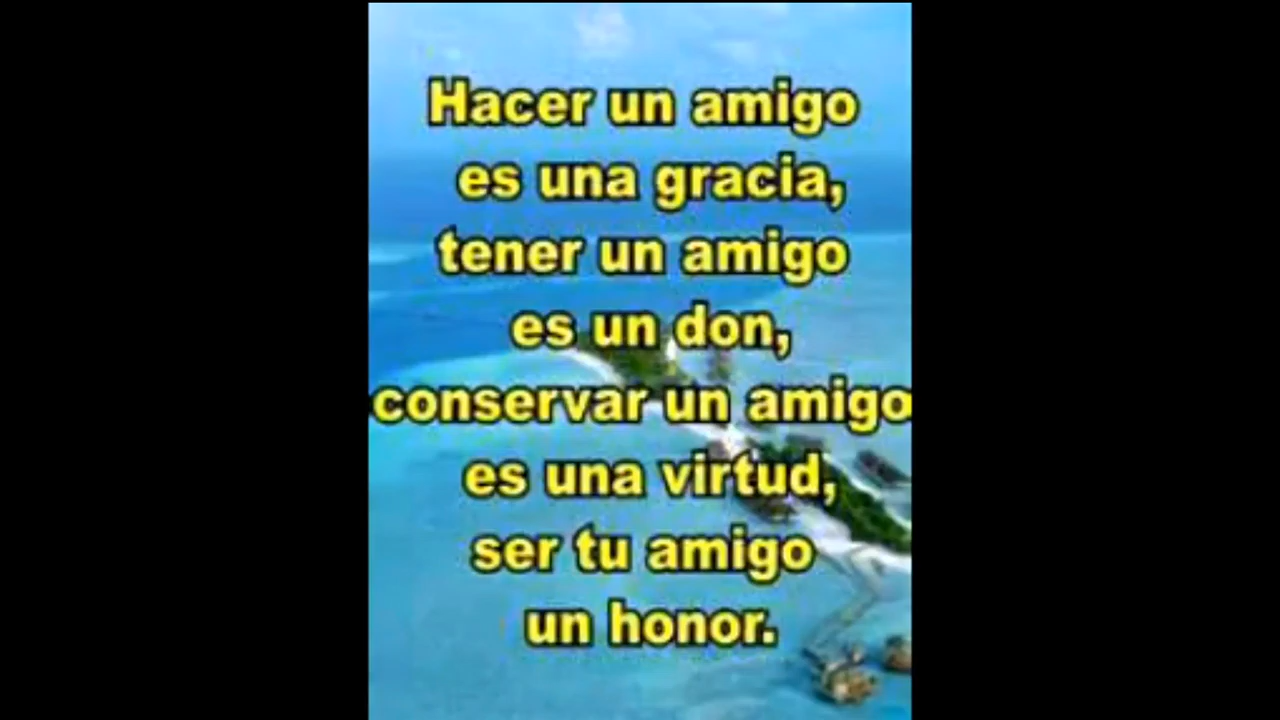 Hacer un amigo
es una gracia,
tener un amigo
es un don,
conservar un amigo
es una virtud,
ser tu amigo
un honor.